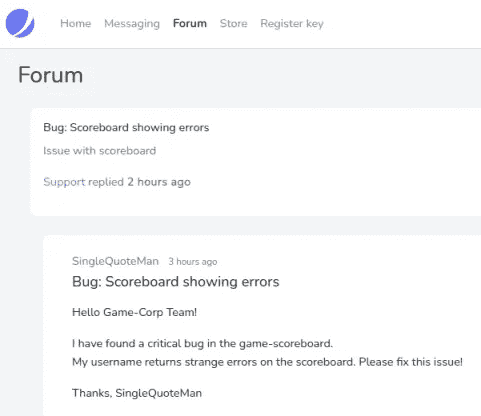 Home Messaging Forum Store Register key
Forum
Bug: Scoreboard showing errors
Issue with scoreboard
Support replied 2 hours ago
SingleQuoteMan 3 hours ago
Bug: Scoreboard showing errors
Hello Game-Corp Team!
I have found a critical bug in the game-scoreboard.
My username returns strange errors on the scoreboard. Please fix this issue!
Thanks, SingleQuoteMan